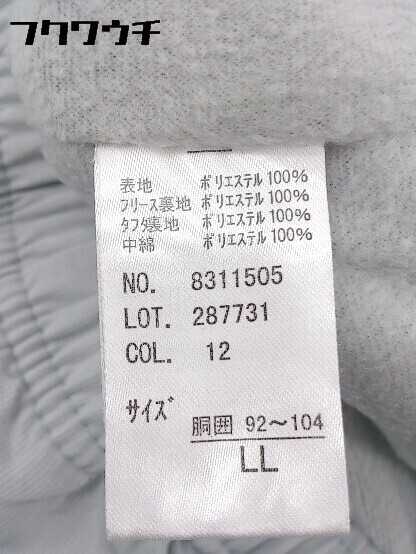 フクワウチ
表地 ポリエステル100%
フリース裏地 ポリエステル100%
タフタ裏地 ポリエステル100%
中綿 ポリエステル100%
NO. 8311505
LOT. 287731
COL. 12
サイズ 胴囲 92～104
LL